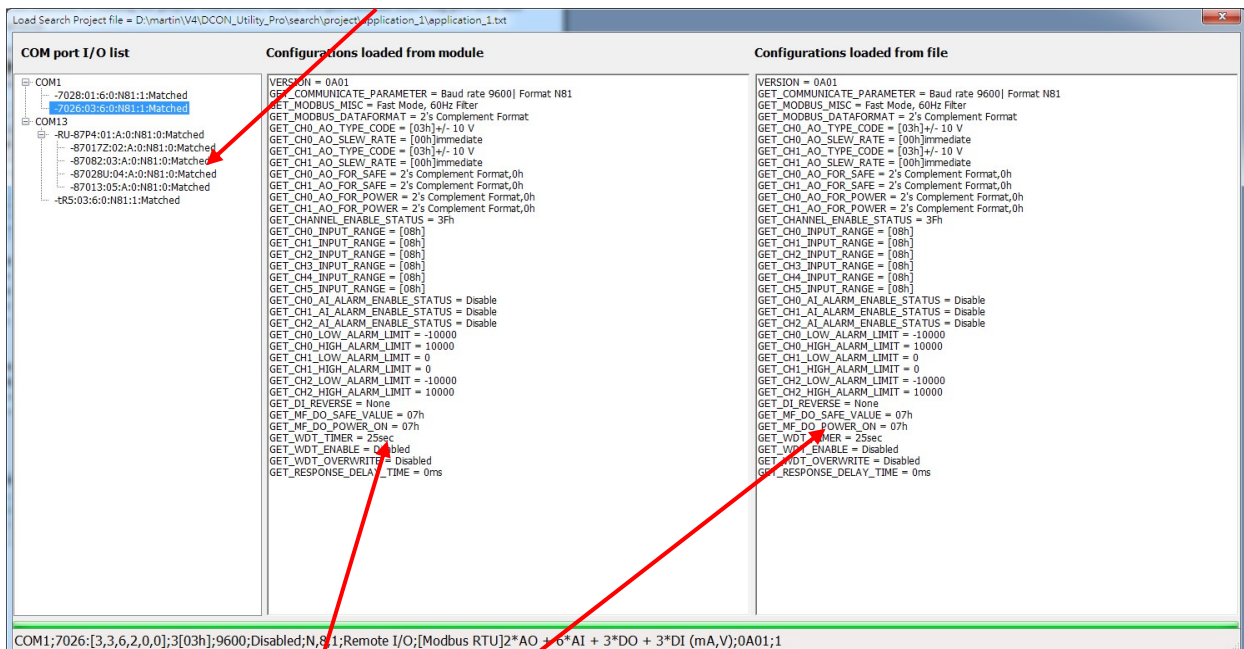 Load Search Project file = D:\martin\V4\DCON_Utility_Pro\search\project\application_1\application_1.txt
COM port I/O list
Configurations loaded from module
Configurations loaded from file
COM1
-7028:01:6:0:N81:1:Matched
-7026:03:6:0:N81:1:Matched
COM13
-RU-87P4:01:A:0:N81:0:Matched
-87017Z:02:A:0:N81:0:Matched
-87082:03:A:0:N81:0:Matched
-87028U:04:A:0:N81:0:Matched
-87013:05:A:0:N81:0:Matched
-tR5:03:6:0:N81:1:Matched
VERSION = 0A01
GET_COMMUNICATE_PARAMETER = Baud rate 9600| Format N81
GET_MODBUS_MISC = Fast Mode, 60Hz Filter
GET_MODBUS_DATAFORMAT = 2's Complement Format
GET_CH0_AO_TYPE_CODE = [03h]+/- 10 V
GET_CH0_AO_SLEW_RATE = [00h]immediate
GET_CH1_AO_TYPE_CODE = [03h]+/- 10 V
GET_CH1_AO_SLEW_RATE = [00h]immediate
GET_CH0_AO_FOR_SAFE = 2's Complement Format,0h
GET_CH1_AO_FOR_SAFE = 2's Complement Format,0h
GET_CH0_AO_FOR_POWER = 2's Complement Format,0h
GET_CH1_AO_FOR_POWER = 2's Complement Format,0h
GET_CHANNEL_ENABLE_STATUS = 3Fh
GET_CH0_INPUT_RANGE = [08h]
GET_CH1_INPUT_RANGE = [08h]
GET_CH2_INPUT_RANGE = [08h]
GET_CH3_INPUT_RANGE = [08h]
GET_CH4_INPUT_RANGE = [08h]
GET_CH5_INPUT_RANGE = [08h]
GET_CH0_AI_ALARM_ENABLE_STATUS = Disable
GET_CH1_AI_ALARM_ENABLE_STATUS = Disable
GET_CH2_AI_ALARM_ENABLE_STATUS = Disable
GET_CH0_LOW_ALARM_LIMIT = -10000
GET_CH0_HIGH_ALARM_LIMIT = 10000
GET_CH1_LOW_ALARM_LIMIT = 0
GET_CH1_HIGH_ALARM_LIMIT = 0
GET_CH2_LOW_ALARM_LIMIT = -10000
GET_CH2_HIGH_ALARM_LIMIT = 10000
GET_DI_REVERSE = None
GET_MF_DO_SAFE_VALUE = 07h
GET_MF_DO_POWER_ON = 07h
GET_WDT_TIMER = 25sec
GET_WDT_ENABLE = Disabled
GET_WDT_OVERWRITE = Disabled
GET_RESPONSE_DELAY_TIME = 0ms
VERSION = 0A01
GET_COMMUNICATE_PARAMETER = Baud rate 9600| Format N81
GET_MODBUS_MISC = Fast Mode, 60Hz Filter
GET_MODBUS_DATAFORMAT = 2's Complement Format
GET_CH0_AO_TYPE_CODE = [03h]+/- 10 V
GET_CH0_AO_SLEW_RATE = [00h]immediate
GET_CH1_AO_TYPE_CODE = [03h]+/- 10 V
GET_CH1_AO_SLEW_RATE = [00h]immediate
GET_CH0_AO_FOR_SAFE = 2's Complement Format,0h
GET_CH1_AO_FOR_SAFE = 2's Complement Format,0h
GET_CH0_AO_FOR_POWER = 2's Complement Format,0h
GET_CH1_AO_FOR_POWER = 2's Complement Format,0h
GET_CHANNEL_ENABLE_STATUS = 3Fh
GET_CH0_INPUT_RANGE = [08h]
GET_CH1_INPUT_RANGE = [08h]
GET_CH2_INPUT_RANGE = [08h]
GET_CH3_INPUT_RANGE = [08h]
GET_CH4_INPUT_RANGE = [08h]
GET_CH5_INPUT_RANGE = [08h]
GET_CH0_AI_ALARM_ENABLE_STATUS = Disable
GET_CH1_AI_ALARM_ENABLE_STATUS = Disable
GET_CH2_AI_ALARM_ENABLE_STATUS = Disable
GET_CH0_LOW_ALARM_LIMIT = -10000
GET_CH0_HIGH_ALARM_LIMIT = 10000
GET_CH1_LOW_ALARM_LIMIT = 0
GET_CH1_HIGH_ALARM_LIMIT = 0
GET_CH2_LOW_ALARM_LIMIT = -10000
GET_CH2_HIGH_ALARM_LIMIT = 10000
GET_DI_REVERSE = None
GET_MF_DO_SAFE_VALUE = 07h
GET_MF_DO_POWER_ON = 07h
GET_WDT_TIMER = 25sec
GET_WDT_ENABLE = Disabled
GET_WDT_OVERWRITE = Disabled
GET_RESPONSE_DELAY_TIME = 0ms
COM1;7026:[3,3,6,2,0,0];3[03h];9600;Disabled;N,8,1;Remote I/O;[Modbus RTU]2*AO + 6*AI + 3*DO + 3*DI (mA,V);0A01;1